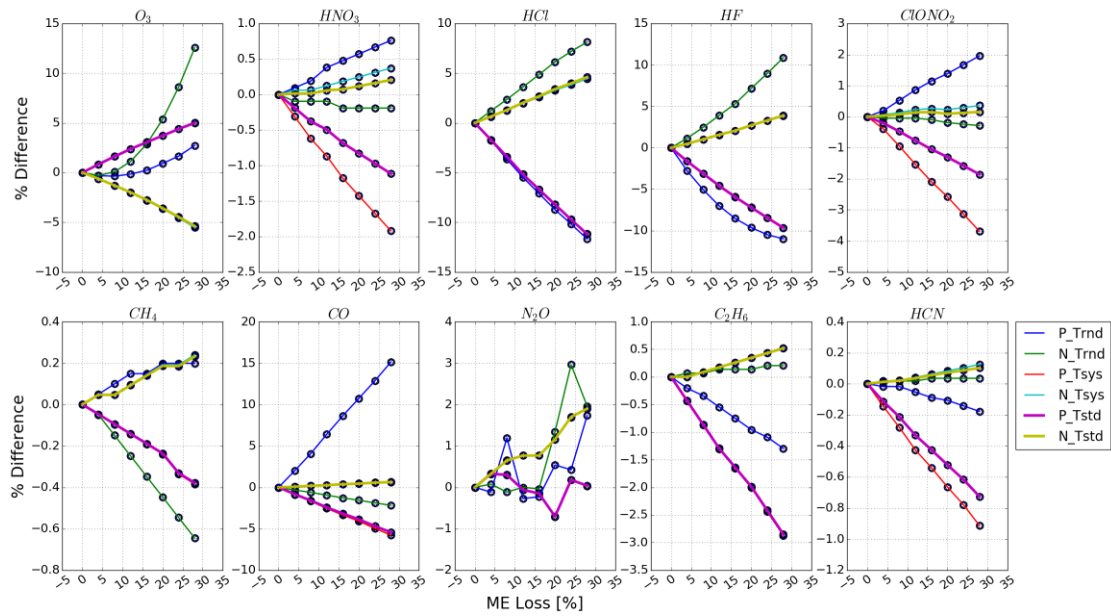 O3 HNO3 HCl HF ClONO2
% Difference
15 10 5 0 −5 −10
−5 0 5 10 15 20 25 30 35
1.0 0.5 0.0 −0.5 −1.0 −1.5 −2.0 −2.5
−5 0 5 10 15 20 25 30 35
10 5 0 −5 −10 −15
−5 0 5 10 15 20 25 30 35
15 10 5 0 −5 −10 −15
−5 0 5 10 15 20 25 30 35
3 2 1 0 −1 −2 −3 −4 −5
−5 0 5 10 15 20 25 30 35
CH4 CO N2O C2H6 HCN
% Difference
0.4 0.2 0.0 −0.2 −0.4 −0.6 −0.8
−5 0 5 10 15 20 25 30 35
20 15 10 5 0 −5 −10
−5 0 5 10 15 20 25 30 35
4 3 2 1 0 −1 −2
−5 0 5 10 15 20 25 30 35
1.0 0.5 0.0 −0.5 −1.0 −1.5 −2.0 −2.5 −3.0 −3.5
−5 0 5 10 15 20 25 30 35
0.4 0.2 0.0 −0.2 −0.4 −0.6 −0.8 −1.0 −1.2
−5 0 5 10 15 20 25 30 35
P_Trnd
N_Trnd
P_Tsys
N_Tsys
P_Tstd
N_Tstd
ME Loss [%]